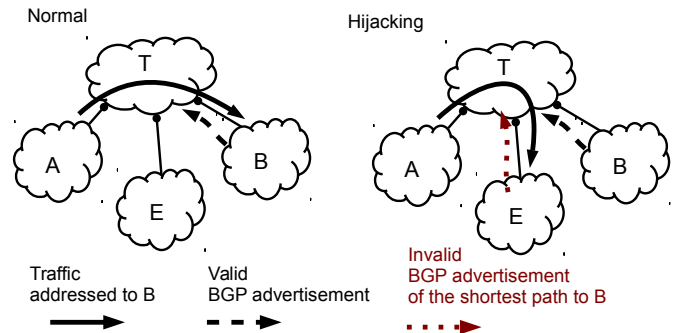 Normal
Hijacking
T
T
A
B
A
B
E
E
Traffic
addressed to B
Valid
BGP advertisement
Invalid
BGP advertisement
of the shortest path to B